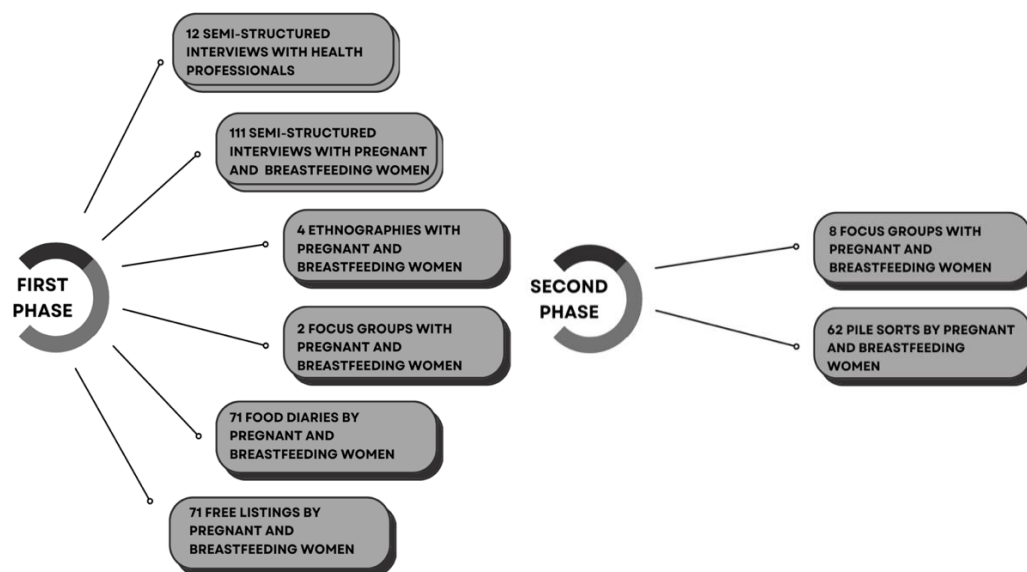 12 SEMI-STRUCTURED
INTERVIEWS WITH HEALTH
PROFESSIONALS
111 SEMI-STRUCTURED
INTERVIEWS WITH PREGNANT
AND BREASTFEEDING WOMEN
4 ETHNOGRAPHIES WITH
PREGNANT AND
BREASTFEEDING WOMEN
FIRST
PHASE
2 FOCUS GROUPS WITH
PREGNANT AND
BREASTFEEDING WOMEN
71 FOOD DIARIES BY
PREGNANT AND
BREASTFEEDING WOMEN
71 FREE LISTINGS BY
PREGNANT AND
BREASTFEEDING WOMEN
SECOND
PHASE
8 FOCUS GROUPS WITH
PREGNANT AND
BREASTFEEDING WOMEN
62 PILE SORTS BY PREGNANT
AND BREASTFEEDING
WOMEN